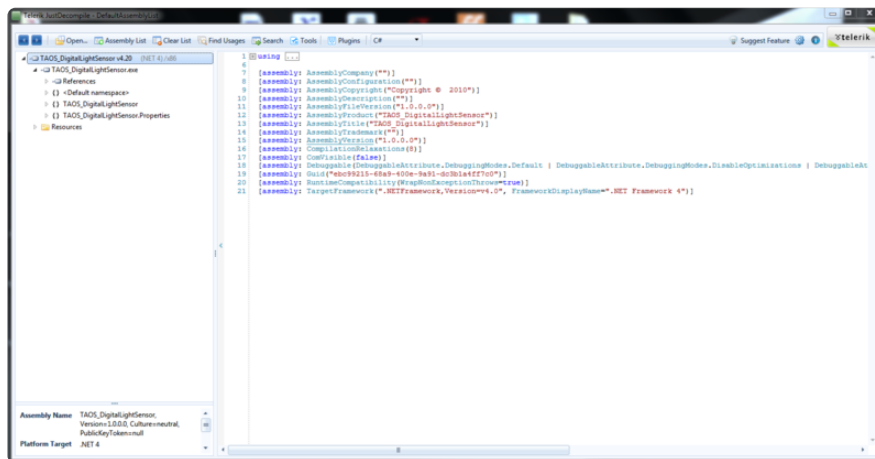 Telerik JustDecompile - DefaultAssemblyList
Open... Assembly List Clear List Find Usages Search Tools Plugins C# Suggest Feature telerik
TAOS_DigitalLightSensor v4.20 (NET 4) /x86
TAOS_DigitalLightSensor.exe
References
{} <Default namespace>
{} TAOS_DigitalLightSensor
{} TAOS_DigitalLightSensor.Properties
Resources
1 using ...
6
7 [assembly: AssemblyCompany("")]
8 [assembly: AssemblyConfiguration("")]
9 [assembly: AssemblyCopyright("Copyright © 2010")]
10 [assembly: AssemblyDescription("")]
11 [assembly: AssemblyFileVersion("1.0.0.0")]
12 [assembly: AssemblyProduct("TAOS_DigitalLightSensor")]
13 [assembly: AssemblyTitle("TAOS_DigitalLightSensor")]
14 [assembly: AssemblyTrademark("")]
15 [assembly: AssemblyVersion("1.0.0.0")]
16 [assembly: CompilationRelaxations(8)]
17 [assembly: ComVisible(false)]
18 [assembly: Debuggable(DebuggableAttribute.DebuggingModes.Default | DebuggableAttribute.DebuggingModes.DisableOptimizations | DebuggableAt
19 [assembly: Guid("ebc99215-68a9-400e-9a91-dc3b1a4ff7c0")]
20 [assembly: RuntimeCompatibility(WrapNonExceptionThrows=true)]
21 [assembly: TargetFramework(".NETFramework,Version=v4.0", FrameworkDisplayName=".NET Framework 4")]
Assembly Name TAOS_DigitalLightSensor,
Version=1.0.0.0, Culture=neutral,
PublicKeyToken=null
Platform Target .NET 4